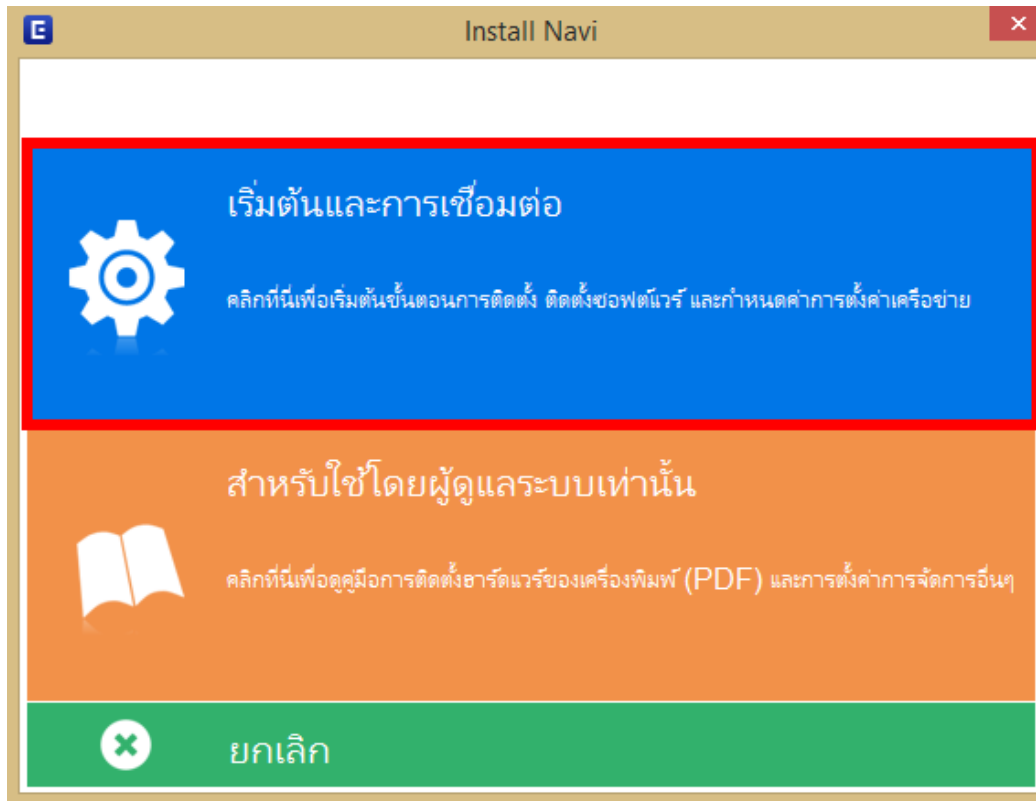 E
Install Navi
เริ่มต้นและการเชื่อมต่อ
คลิกที่นี่เพื่อเริ่มต้นขั้นตอนการติดตั้ง ติดตั้งซอฟต์แวร์ และกำหนดค่าการตั้งค่าเครือข่าย
สำหรับใช้โดยผู้ดูแลระบบเท่านั้น
คลิกที่นี่เพื่อดูคู่มือการติดตั้งฮาร์ดแวร์ของเครื่องพิมพ์ (PDF) และการตั้งค่าการจัดการอื่นๆ
ยกเลิก